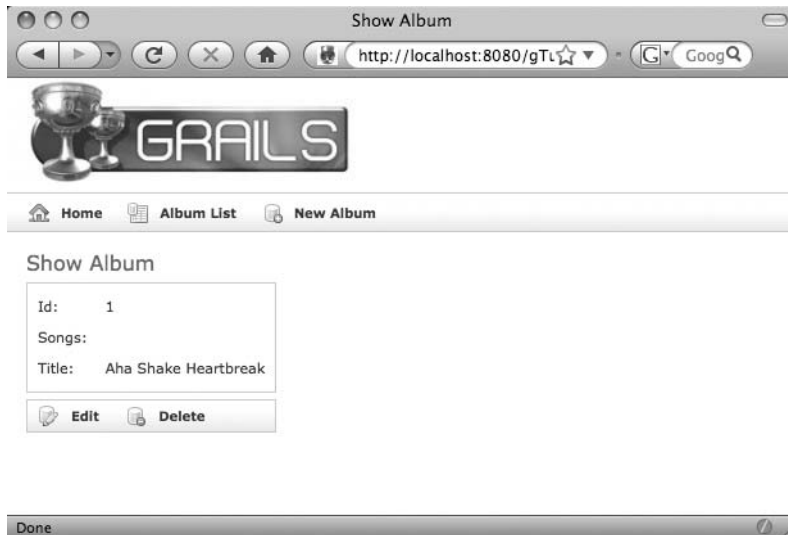 Show Album
http://localhost:8080/gTu
G Goog
GRAILS
Home Album List New Album
Show Album
Id: 1
Songs:
Title: Aha Shake Heartbreak
Edit Delete
Done